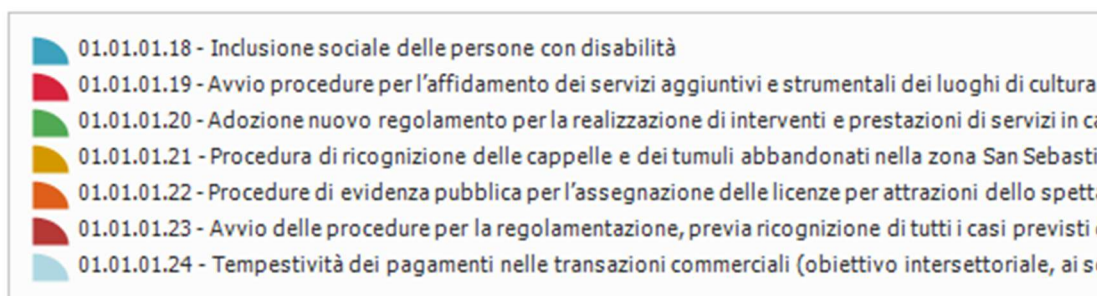 01.01.01.18 - Inclusione sociale delle persone con disabilità
01.01.01.19 - Avvio procedure per l'affidamento dei servizi aggiuntivi e strumentali dei luoghi di cultura
01.01.01.20 - Adozione nuovo regolamento per la realizzazione di interventi e prestazioni di servizi in
01.01.01.21 - Procedura di ricognizione delle cappelle e dei tumuli abbandonati nella zona San
01.01.01.22 - Procedure di evidenza pubblica per l'assegnazione delle licenze per attrazioni dello
01.01.01.23 - Avvio delle procedure per la regolamentazione, previa ricognizione di tutti i casi previsti
01.01.01.24 - Tempestività dei pagamenti nelle transazioni commerciali (obiettivo intersettoriale, ai